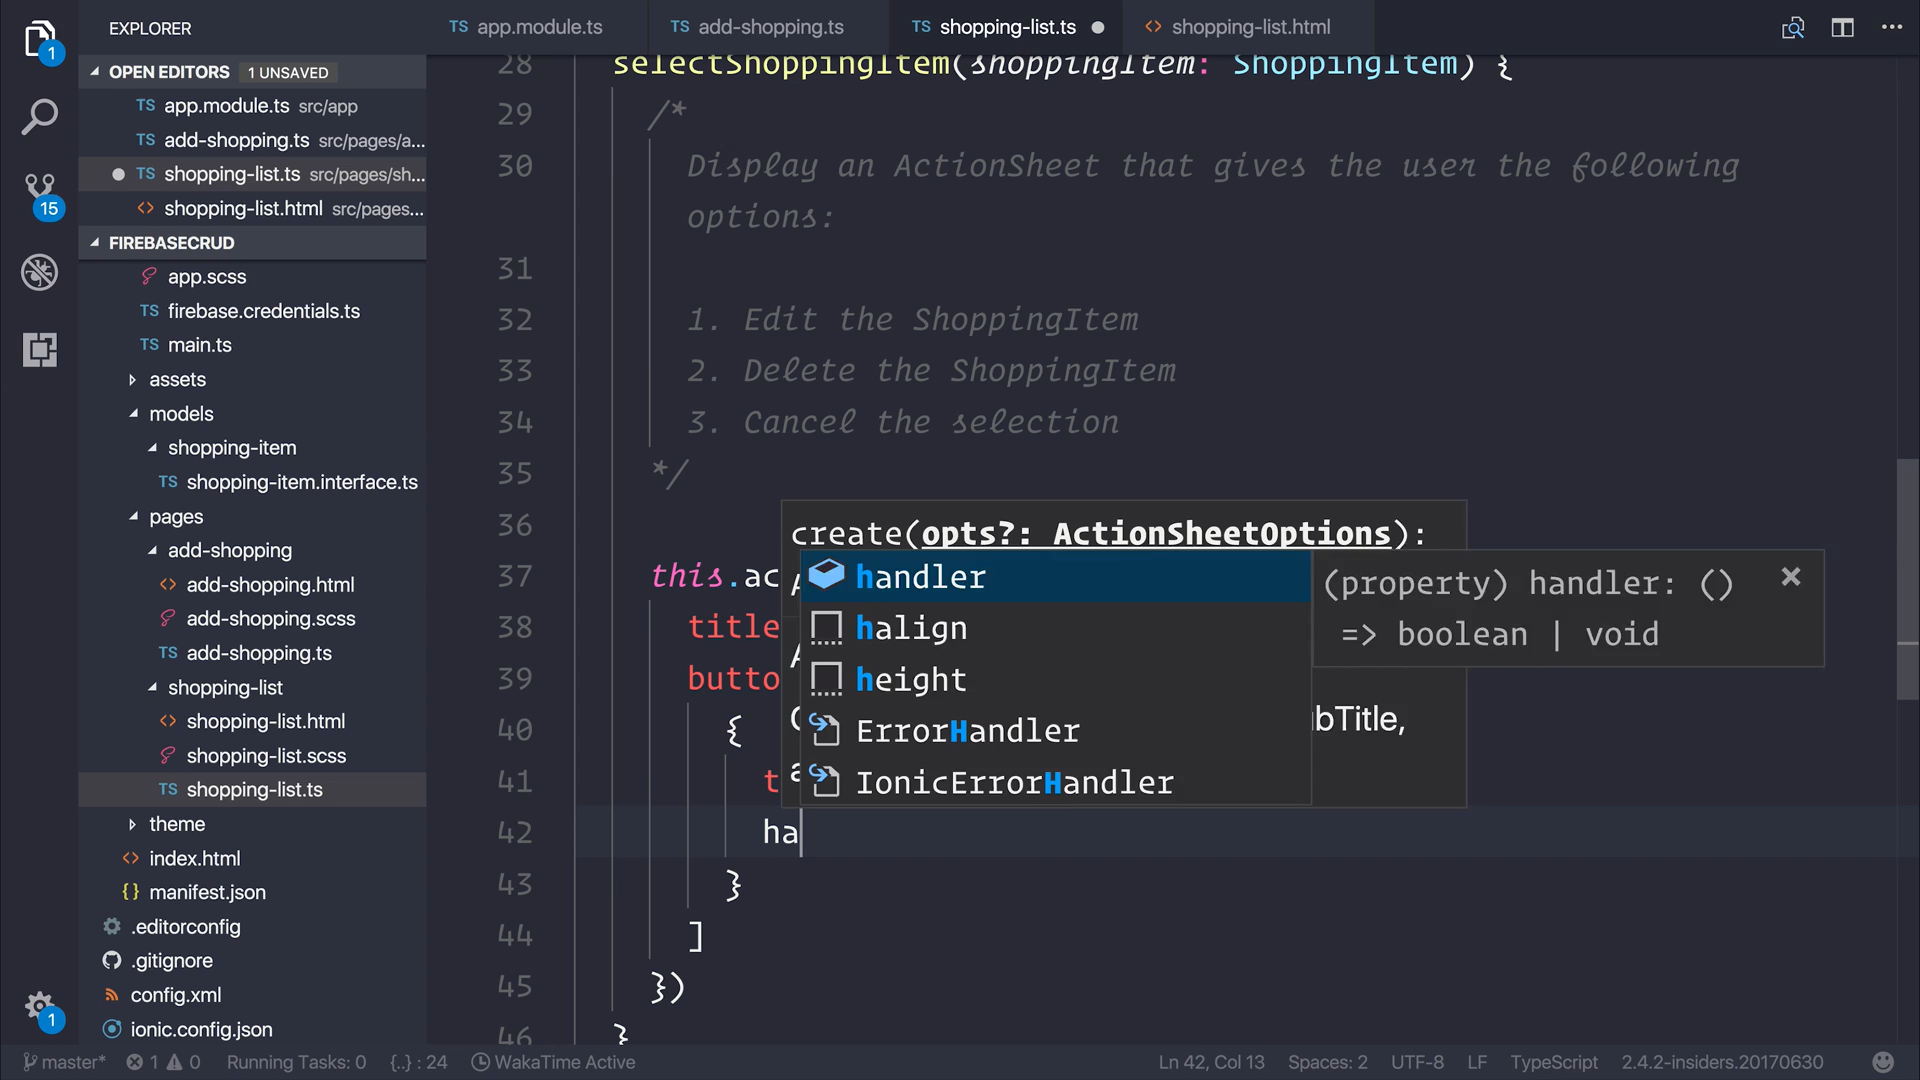 EXPLORER
TS app.module.ts
TS add-shopping.ts
TS shopping-list.ts
<> shopping-list.html
OPEN EDITORS 1 UNSAVED
TS app.module.ts src/app
TS add-shopping.ts src/pages/a...
TS shopping-list.ts src/pages/sh...
<> shopping-list.html src/pages...
FIREBASECRUD
app.scss
TS firebase.credentials.ts
TS main.ts
assets
models
shopping-item
TS shopping-item.interface.ts
pages
add-shopping
<> add-shopping.html
add-shopping.scss
TS add-shopping.ts
shopping-list
<> shopping-list.html
shopping-list.scss
TS shopping-list.ts
theme
<> index.html
{} manifest.json
.editorconfig
.gitignore
config.xml
ionic.config.json
1
15
1
28 selectShoppingItem(shoppingItem: ShoppingItem) {
29 /*
30 Display an ActionSheet that gives the user the following
options:
31
32 1. Edit the ShoppingItem
33 2. Delete the ShoppingItem
34 3. Cancel the selection
35 */
36
37 this.ac
38 title
39 butto
40 {
41 t
42 ha
43 }
44 ]
45 })
46 }
create(opts?: ActionSheetOptions):
handler
halign
height
ErrorHandler
IonicErrorHandler
(property) handler: ()
=> boolean | void
bTitle,
master* 1 0 Running Tasks: 0 {..} : 24 WakaTime Active Ln 42, Col 13 Spaces: 2 UTF-8 LF TypeScript 2.4.2-insiders.20170630